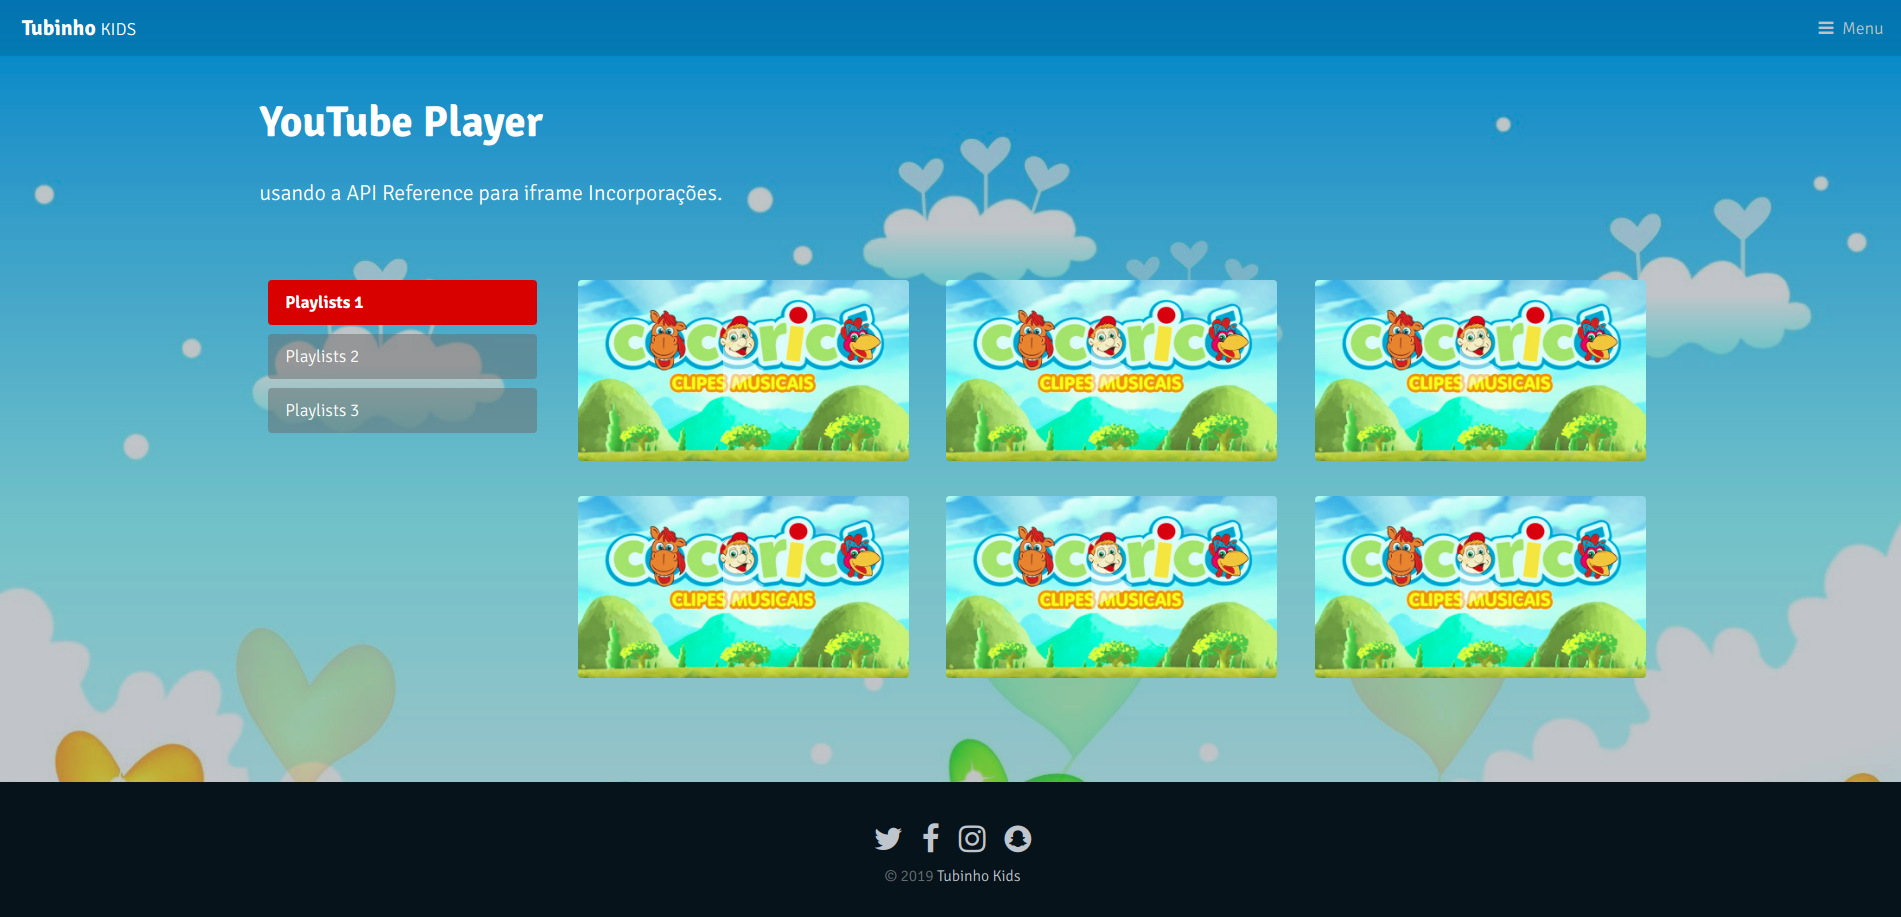 Tubinho KIDS
Menu
YouTube Player
usando a API Reference para iframe Incorporações.
Playlists 1
Playlists 2
Playlists 3
cocoricó
CLIPES MUSICAIS
cocoricó
CLIPES MUSICAIS
cocoricó
CLIPES MUSICAIS
cocoricó
CLIPES MUSICAIS
cocoricó
CLIPES MUSICAIS
cocoricó
CLIPES MUSICAIS
© 2019 Tubinho Kids